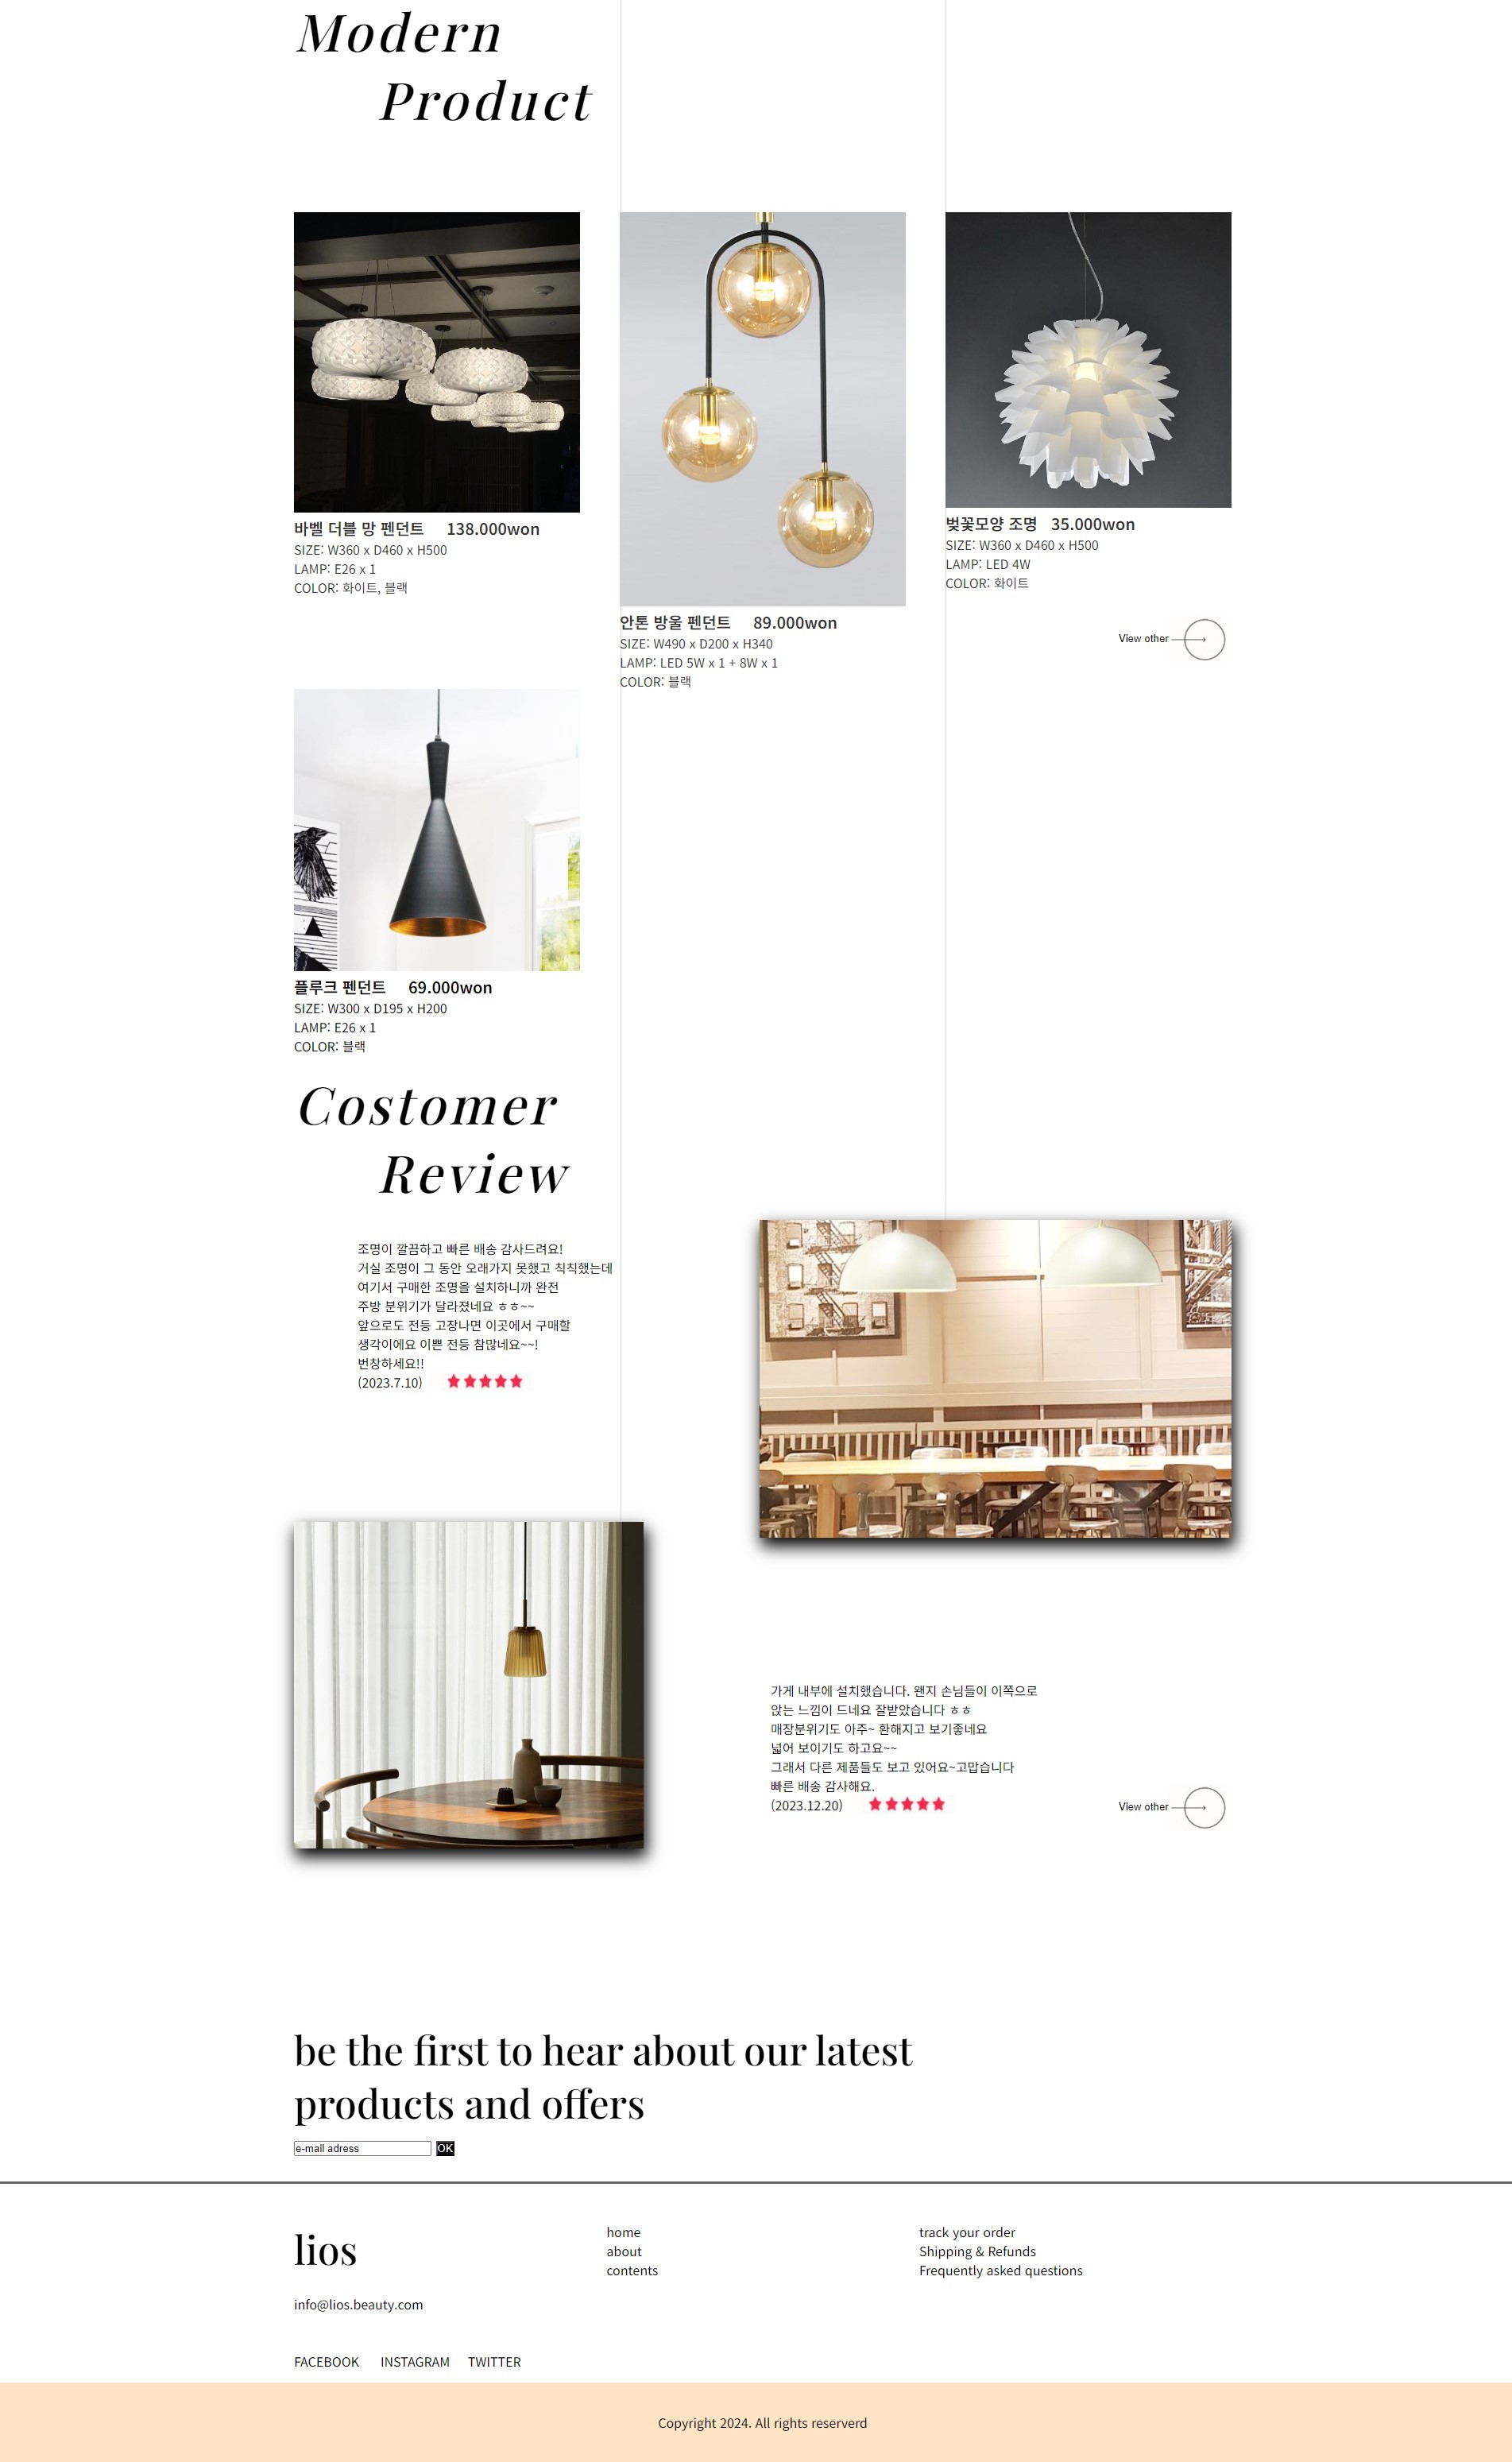 Modern
Product
바벨 더블 망 펜던트 138.000won
SIZE: W360 x D460 x H500
LAMP: E26 x 1
COLOR: 화이트, 블랙
안톤 방울 펜던트 89.000won
SIZE: W490 x D200 x H340
LAMP: LED 5W x 1 + 8W x 1
COLOR: 블랙
벚꽃모양 조명 35.000won
SIZE: W360 x D460 x H500
LAMP: LED 4W
COLOR: 화이트
View other
플루크 펜던트 69.000won
SIZE: W300 x D195 x H200
LAMP: E26 x 1
COLOR: 블랙
Costomer
Review
조명이 깔끔하고 빠른 배송 감사드려요!
거실 조명이 그 동안 오래가지 못했고 칙칙했는데
여기서 구매한 조명을 설치하니까 완전
주방 분위기가 달라졌네요 ㅎㅎ~~
앞으로도 전등 고장나면 이곳에서 구매할
생각이에요 이쁜 전등 참많네요~~!
번창하세요!!
(2023.7.10)
가게 내부에 설치했습니다. 왠지 손님들이 이쪽으로
앉는 느낌이 드네요 잘받았습니다 ㅎㅎ
매장분위기도 아주~ 환해지고 보기좋네요
넓어 보이기도 하고요~~
그래서 다른 제품들도 보고 있어요~고맙습니다
빠른 배송 감사해요.
(2023.12.20)
View other
be the first to hear about our latest
products and offers
e-mail adress OK
lios
info@lios.beauty.com
FACEBOOK INSTAGRAM TWITTER
home
about
contents
track your order
Shipping & Refunds
Frequently asked questions
Copyright 2024. All rights reserverd